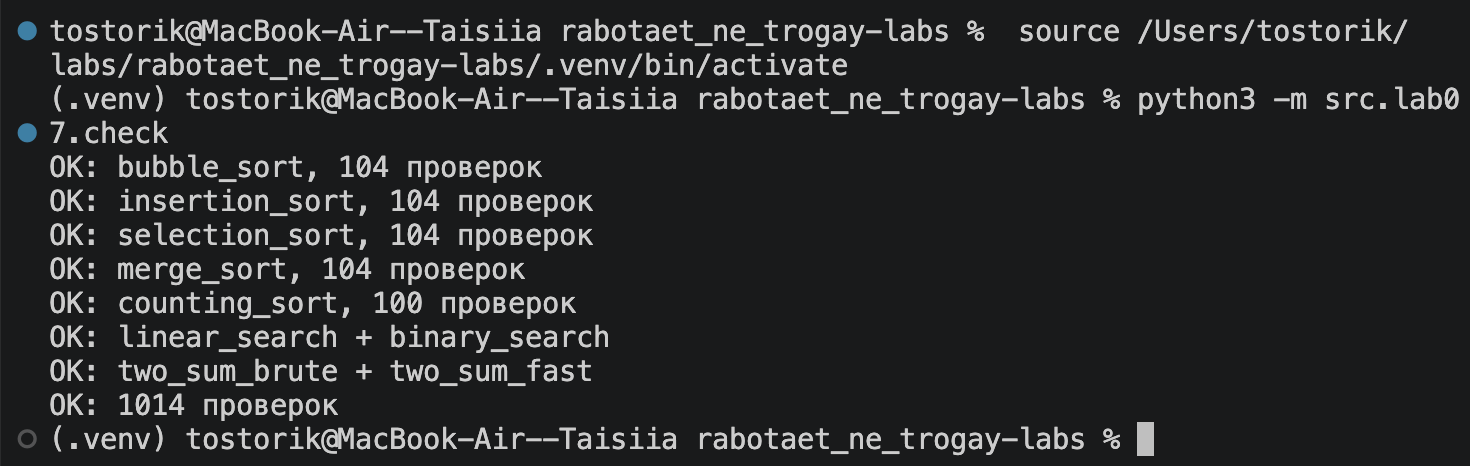 tostorik@MacBook-Air--Taisiia rabotaet_ne_trogay-labs %  source /Users/tostorik/
labs/rabotaet_ne_trogay-labs/.venv/bin/activate
(.venv) tostorik@MacBook-Air--Taisiia rabotaet_ne_trogay-labs % python3 -m src.lab0
7.check
OK: bubble_sort, 104 проверок
OK: insertion_sort, 104 проверок
OK: selection_sort, 104 проверок
OK: merge_sort, 104 проверок
OK: counting_sort, 100 проверок
OK: linear_search + binary_search
OK: two_sum_brute + two_sum_fast
OK: 1014 проверок
(.venv) tostorik@MacBook-Air--Taisiia rabotaet_ne_trogay-labs %